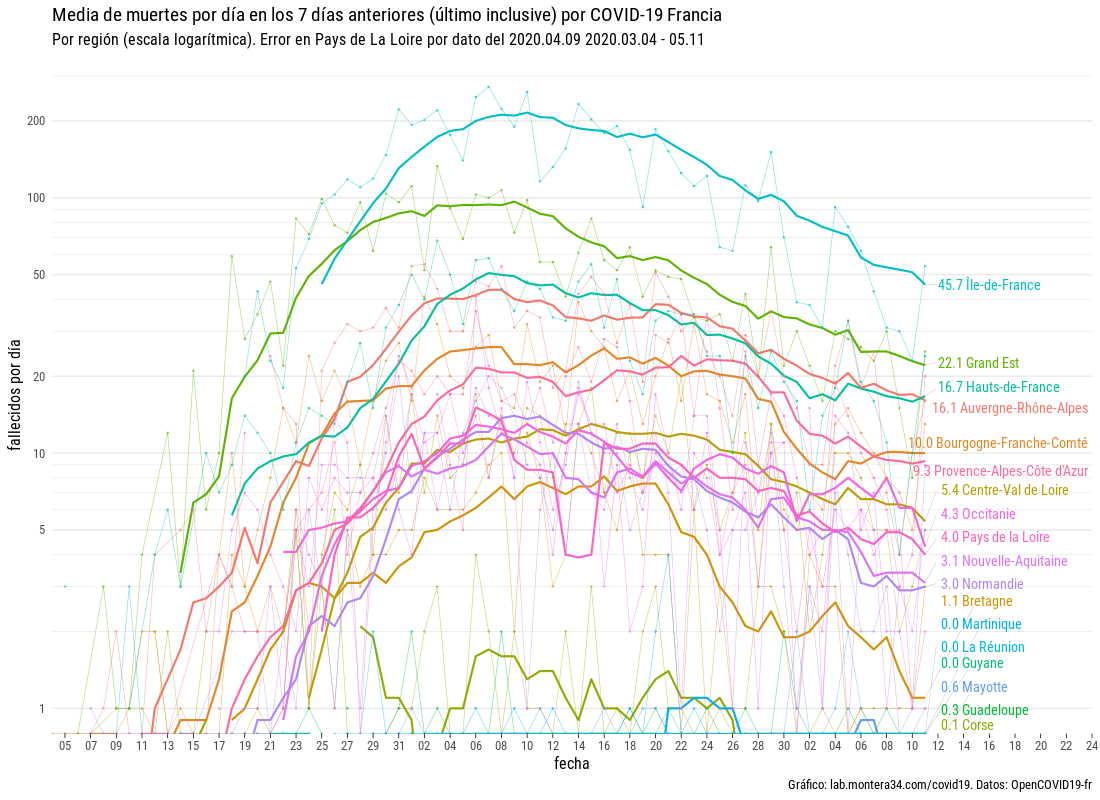 Media de muertes por día en los 7 días anteriores (último inclusive) por COVID-19 Francia
Por región (escala logarítmica). Error en Pays de La Loire por dato del 2020.04.09 2020.03.04 - 05.11
fallecidos por día
200
100
50
20
10
5
1
45.7 Île-de-France
22.1 Grand Est
16.7 Hauts-de-France
16.1 Auvergne-Rhône-Alpes
10.0 Bourgogne-Franche-Comté
9.3 Provence-Alpes-Côte d'Azur
5.4 Centre-Val de Loire
4.3 Occitanie
4.0 Pays de la Loire
3.1 Nouvelle-Aquitaine
3.0 Normandie
1.1 Bretagne
0.0 Martinique
0.0 La Réunion
0.0 Guyane
0.6 Mayotte
0.3 Guadeloupe
0.1 Corse
05 07 09 11 13 15 17 19 21 23 25 27 29 31 02 04 06 08 10 12 14 16 18 20 22 24 26 28 30 02 04 06 08 10 12 14 16 18 20 22 24
fecha
Gráfico: lab.montera34.com/covid19. Datos: OpenCOVID19-fr